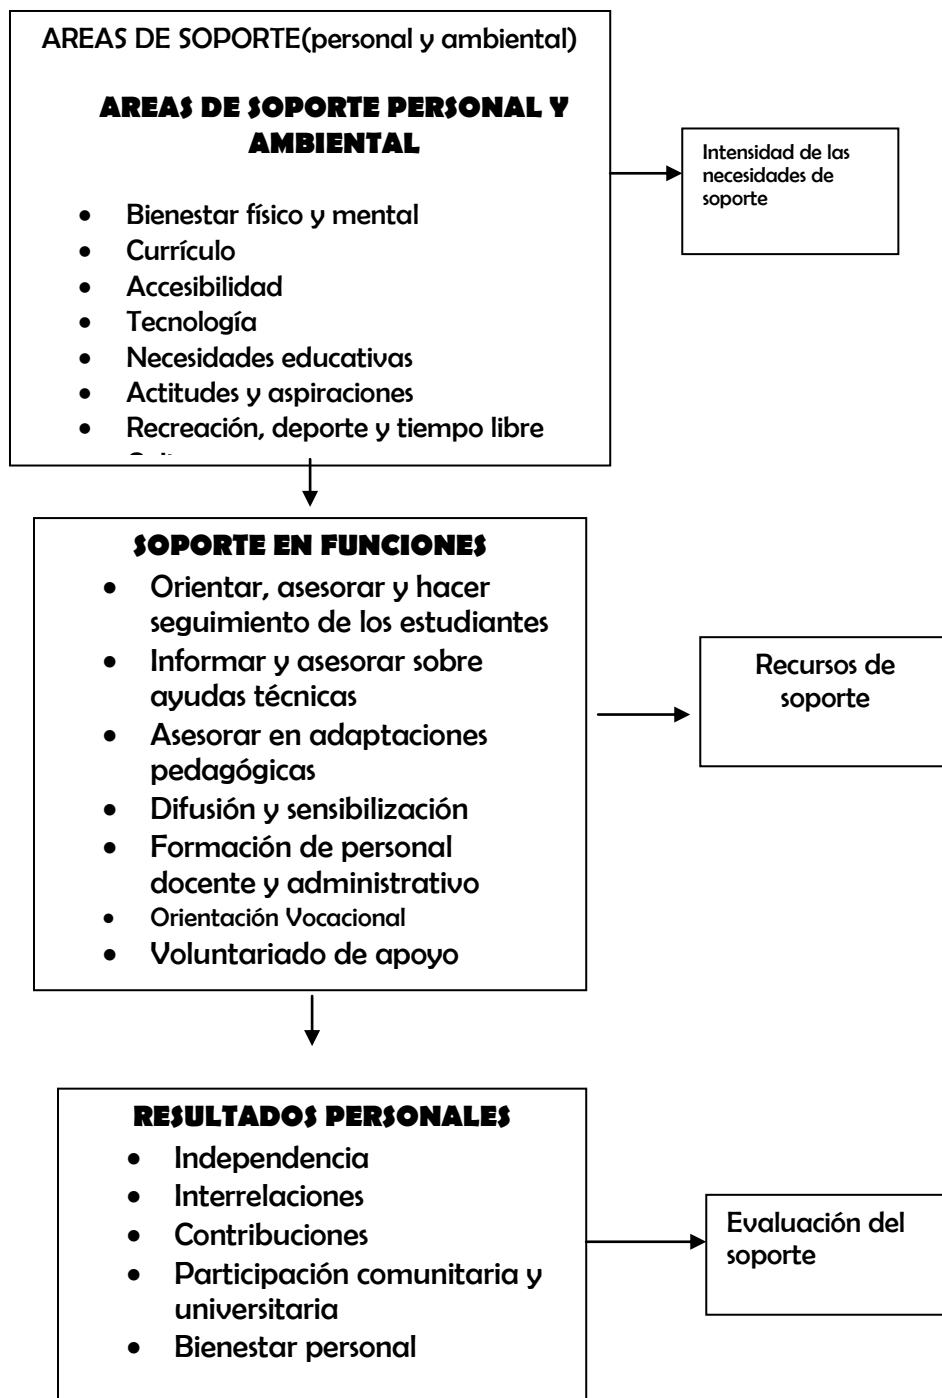 AREAS DE SOPORTE(personal y ambiental)
AREAS DE SOPORTE PERSONAL Y
AMBIENTAL
• Bienestar físico y mental
• Currículo
• Accesibilidad
• Tecnología
• Necesidades educativas
• Actitudes y aspiraciones
• Recreación, deporte y tiempo libre
Intensidad de las
necesidades de
soporte
SOPORTE EN FUNCIONES
• Orientar, asesorar y hacer
seguimiento de los estudiantes
• Informar y asesorar sobre
ayudas técnicas
• Asesorar en adaptaciones
pedagógicas
• Difusión y sensibilización
• Formación de personal
docente y administrativo
• Orientación Vocacional
• Voluntariado de apoyo
Recursos de
soporte
RESULTADOS PERSONALES
• Independencia
• Interrelaciones
• Contribuciones
• Participación comunitaria y
universitaria
• Bienestar personal
Evaluación del
soporte